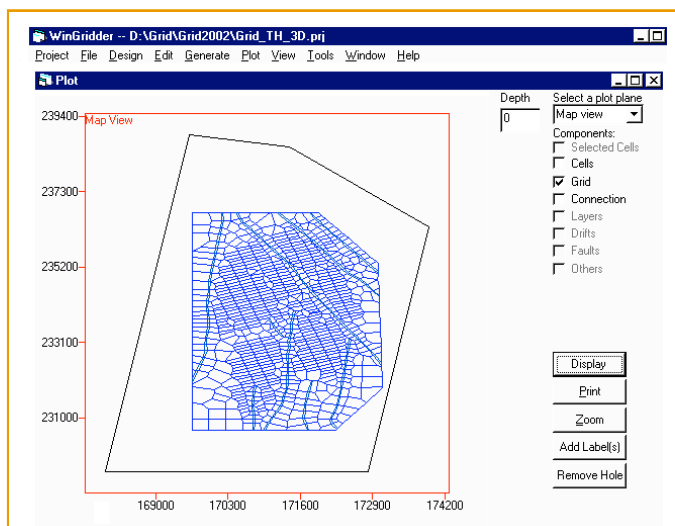 WinGridder -- D:\Grid\Grid2002\Grid_TH_3D.prj
Project File Design Edit Generate Plot View Tools Window Help
Plot
Depth
0
Select a plot plane
Map view
Components:
Selected Cells
Cells
Grid
Connection
Layers
Drifts
Faults
Others
Map View
239400
237300
235200
233100
231000
169000 170300 171600 172900 174200
Display
Print
Zoom
Add Label(s)
Remove Hole